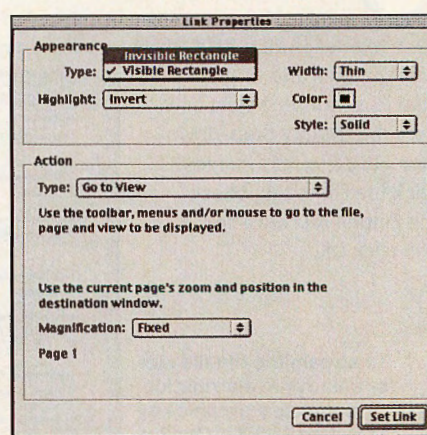 Link Properties
Appearance
Invisible Rectangle
Type: ✓ Visible Rectangle
Width: Thin
Highlight: Invert
Color:
Style: Solid
Action
Type: Go to View
Use the toolbar, menus and/or mouse to go to the file,
page and view to be displayed.
Use the current page's zoom and position in the
destination window.
Magnification: Fixed
Page 1
Cancel
Set Link